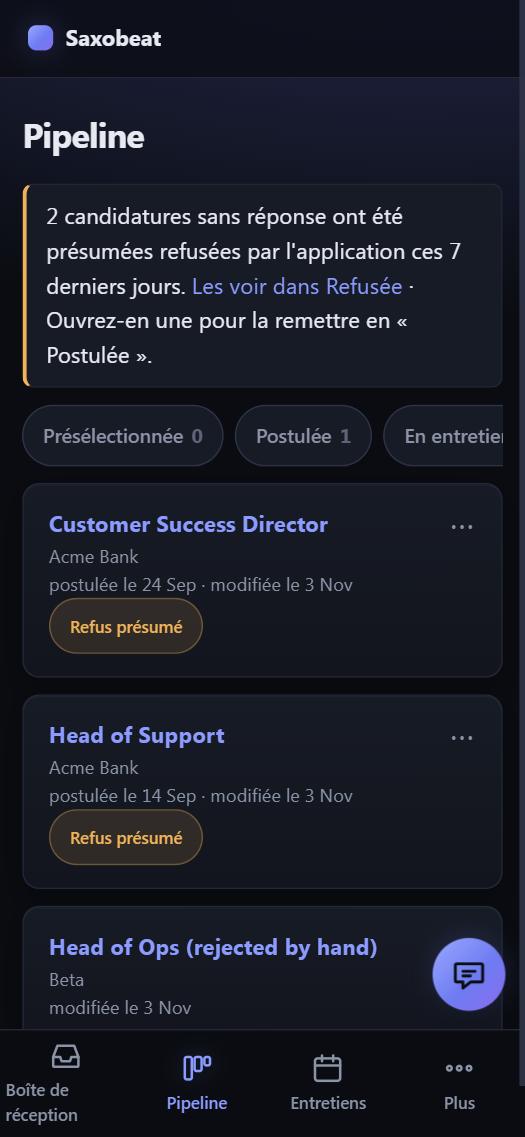 Saxobeat
Pipeline
2 candidatures sans réponse ont été
présumées refusées par l'application ces 7
derniers jours. Les voir dans Refusée ·
Ouvrez-en une pour la remettre en «
Postulée ».
Présélectionnée 0
Postulée 1
En entretien
Customer Success Director
Acme Bank
postulée le 24 Sep · modifiée le 3 Nov
Refus présumé
Head of Support
Acme Bank
postulée le 14 Sep · modifiée le 3 Nov
Refus présumé
Head of Ops (rejected by hand)
Beta
modifiée le 3 Nov
Boîte de
réception
Pipeline
Entretiens
Plus